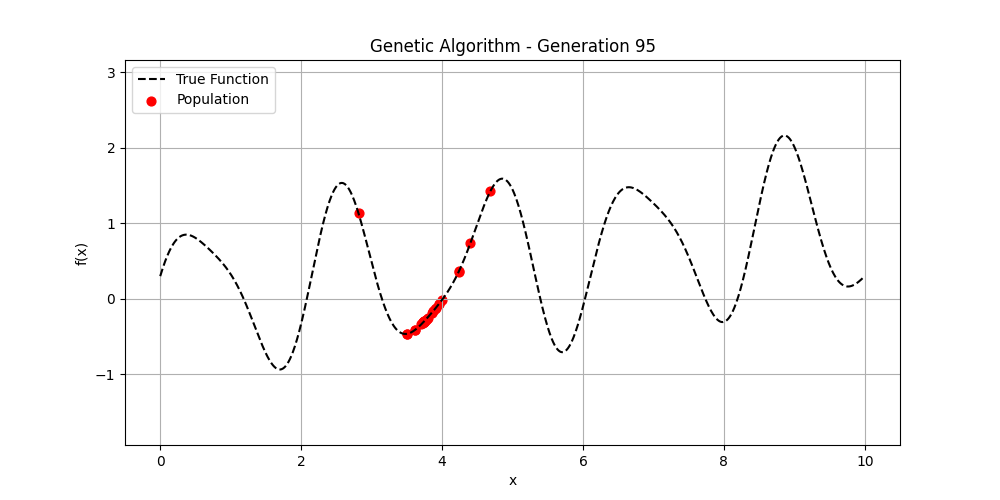 Genetic Algorithm - Generation 95
True Function
Population
3
2
1
0
−1
f(x)
0 2 4 6 8 10
x